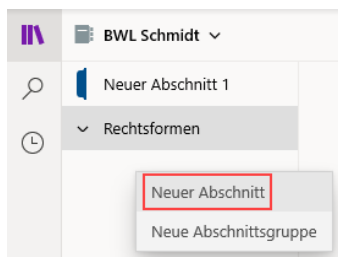 BWL Schmidt
Neuer Abschnitt 1
Rechtsformen
Neuer Abschnitt
Neue Abschnittsgruppe